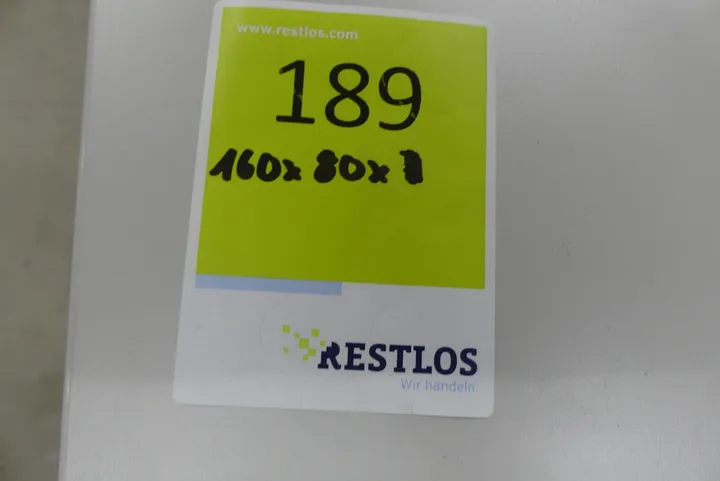 www.restlos.com
189
160x 80x
RESTLOS
Wir handeln.